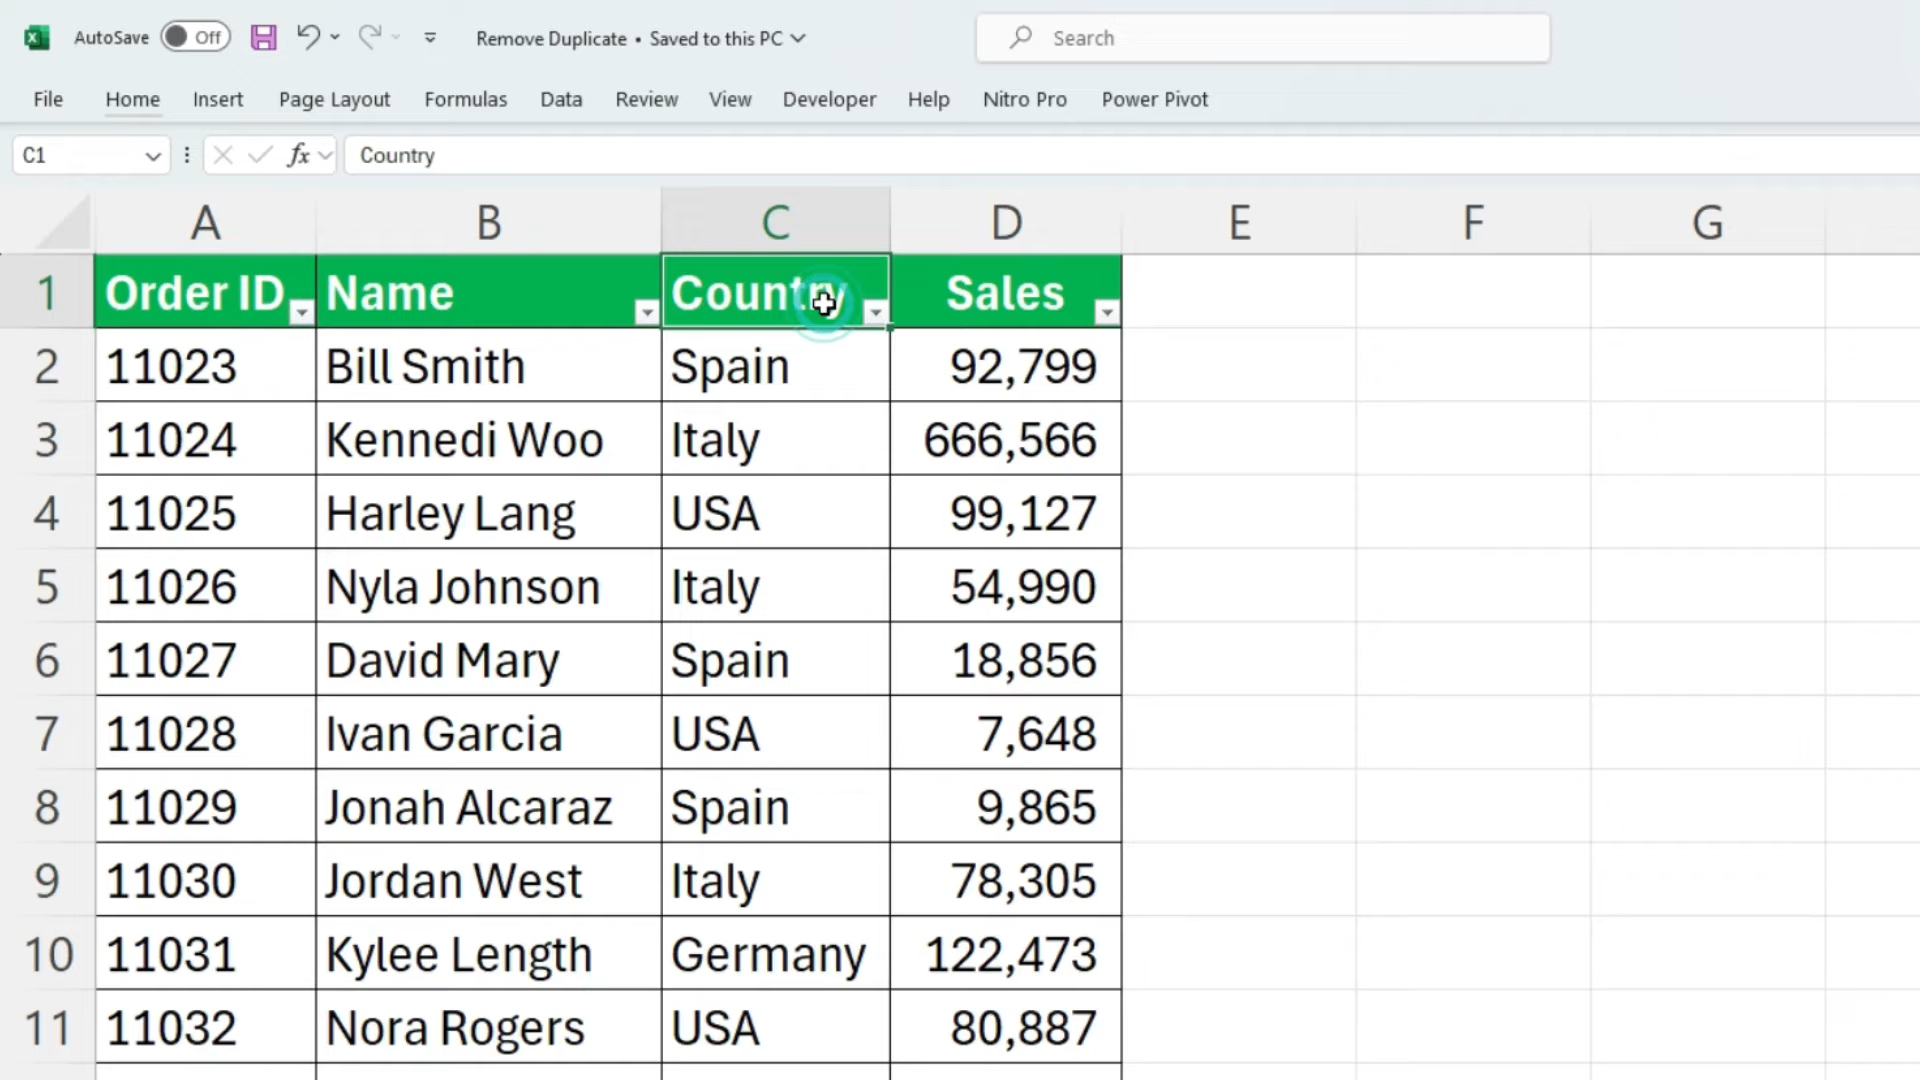 AutoSave Off Remove Duplicate • Saved to this PC Search
File Home Insert Page Layout Formulas Data Review View Developer Help Nitro Pro Power Pivot
C1 fx Country
A B C D E F G
1 Order ID Name Country Sales
2 11023 Bill Smith Spain 92,799
3 11024 Kennedi Woo Italy 666,566
4 11025 Harley Lang USA 99,127
5 11026 Nyla Johnson Italy 54,990
6 11027 David Mary Spain 18,856
7 11028 Ivan Garcia USA 7,648
8 11029 Jonah Alcaraz Spain 9,865
9 11030 Jordan West Italy 78,305
10 11031 Kylee Length Germany 122,473
11 11032 Nora Rogers USA 80,887